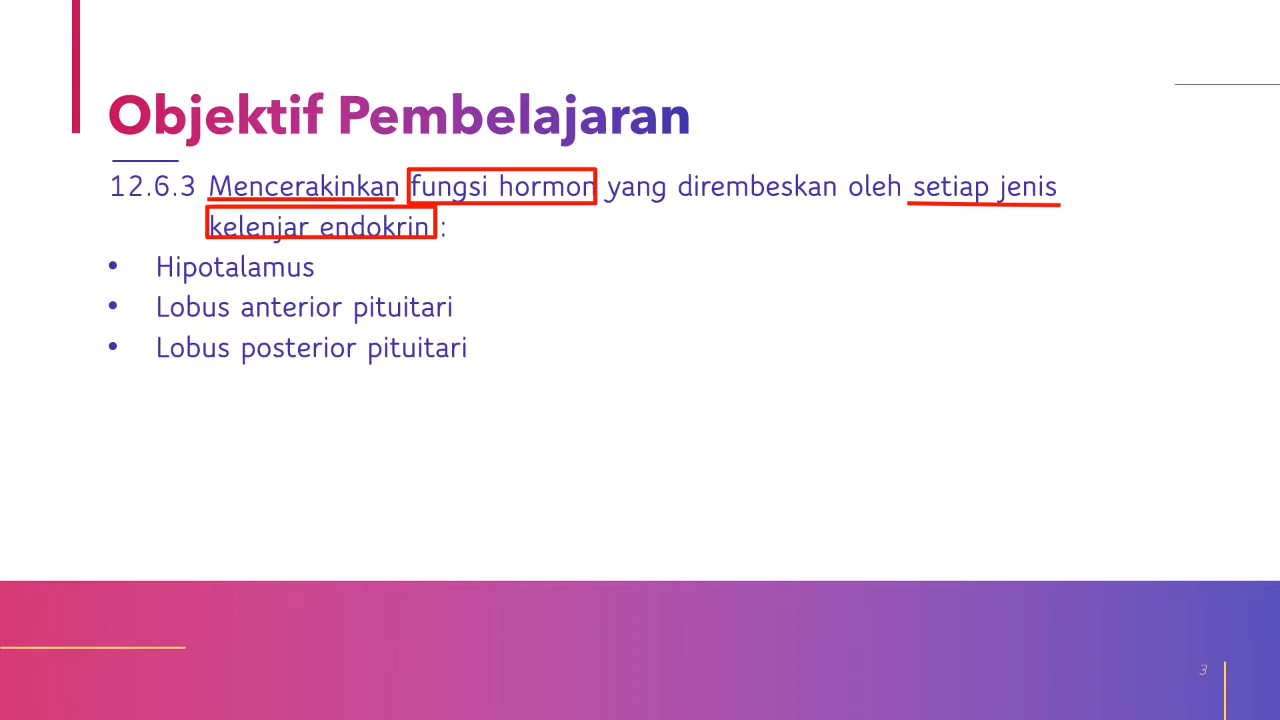 Objektif Pembelajaran
12.6.3 Mencerakinkan fungsi hormon yang dirembeskan oleh setiap jenis
kelenjar endokrin :
• Hipotalamus
• Lobus anterior pituitari
• Lobus posterior pituitari
3